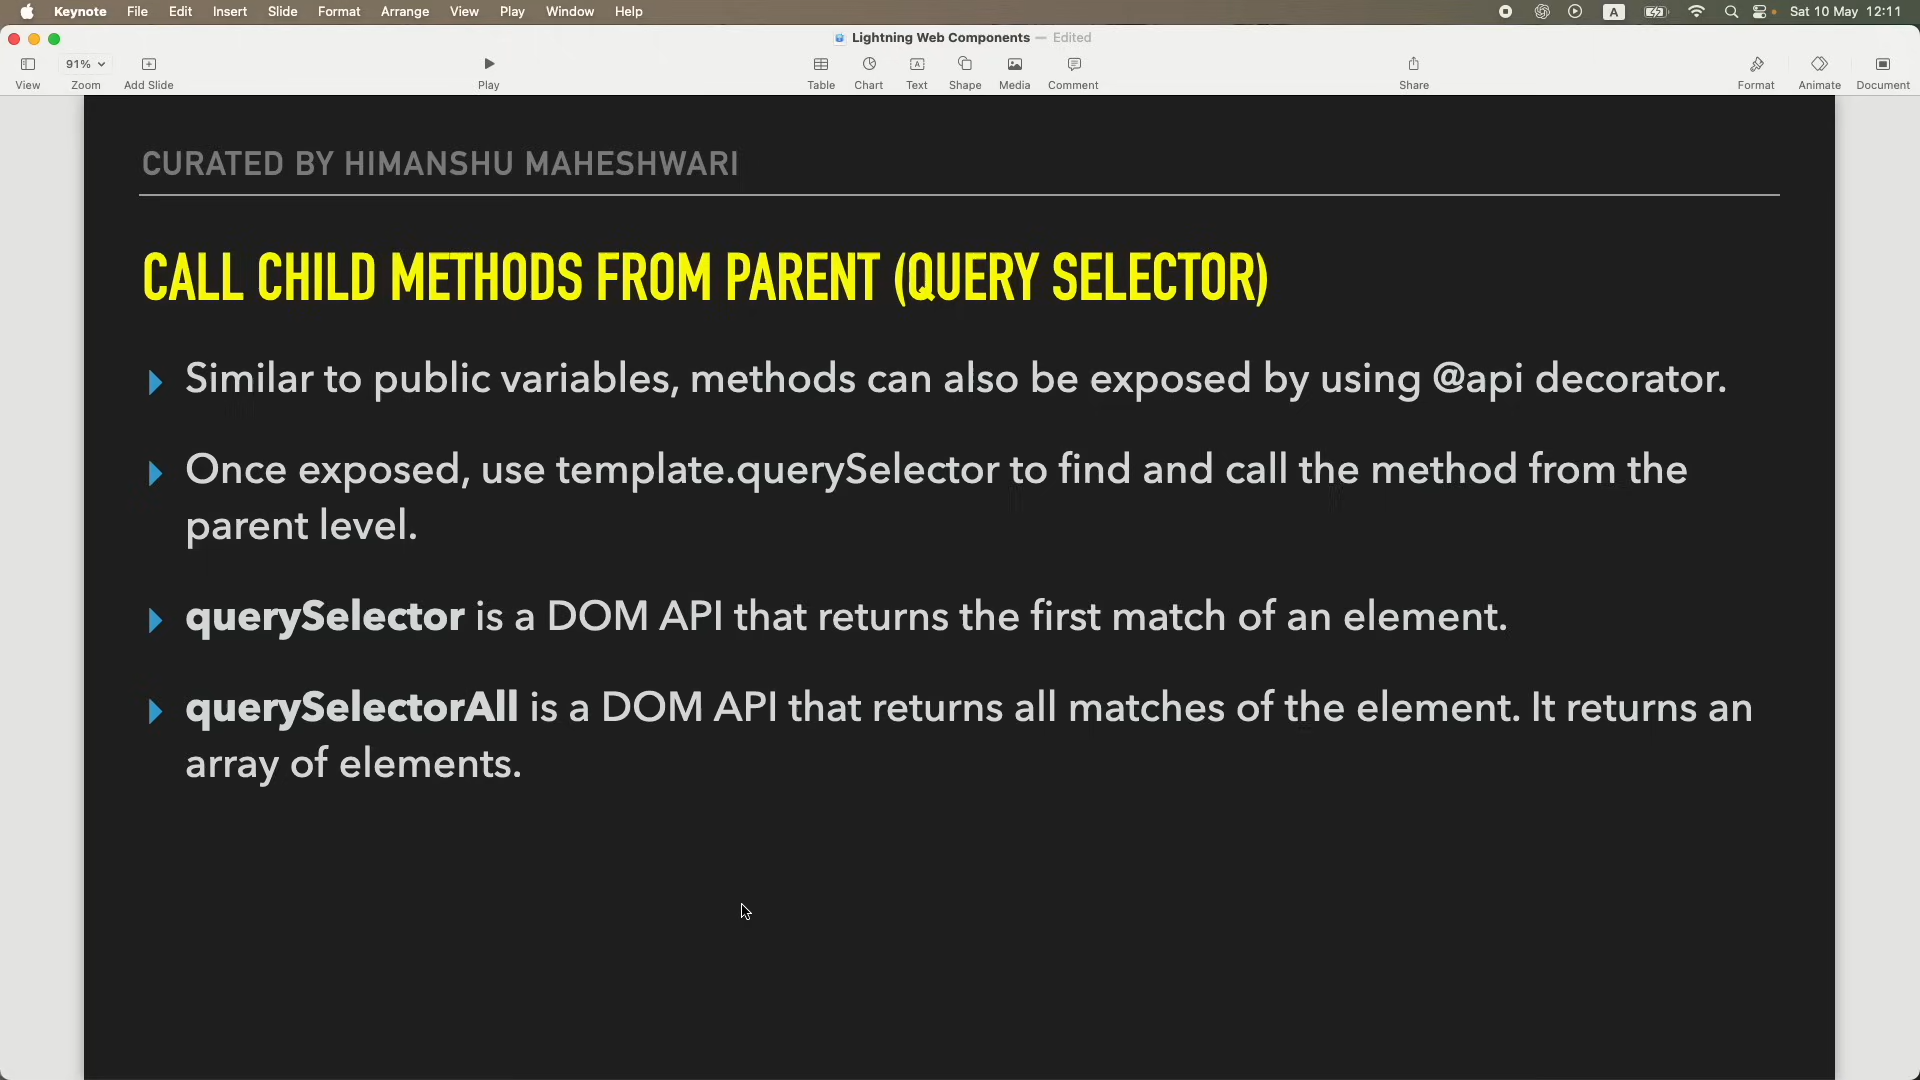 Keynote File Edit Insert Slide Format Arrange View Play Window Help A Sat 10 May 12:11
Lightning Web Components — Edited
91%
View Zoom Add Slide Play Table Chart Text Shape Media Comment Share Format Animate Document
CURATED BY HIMANSHU MAHESHWARI
CALL CHILD METHODS FROM PARENT (QUERY SELECTOR)
Similar to public variables, methods can also be exposed by using @api decorator.
Once exposed, use template.querySelector to find and call the method from the
parent level.
querySelector is a DOM API that returns the first match of an element.
querySelectorAll is a DOM API that returns all matches of the element. It returns an
array of elements.